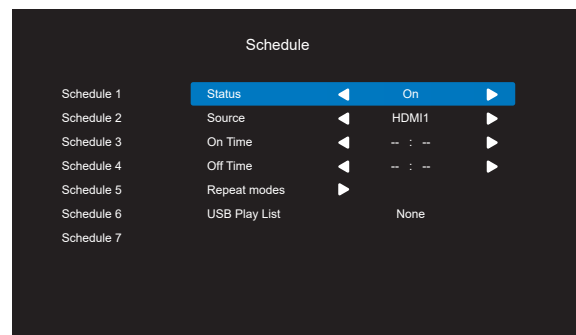 Schedule
Schedule 1 Status On
Schedule 2 Source HDMI1
Schedule 3 On Time -- : --
Schedule 4 Off Time -- : --
Schedule 5 Repeat modes
Schedule 6 USB Play List None
Schedule 7